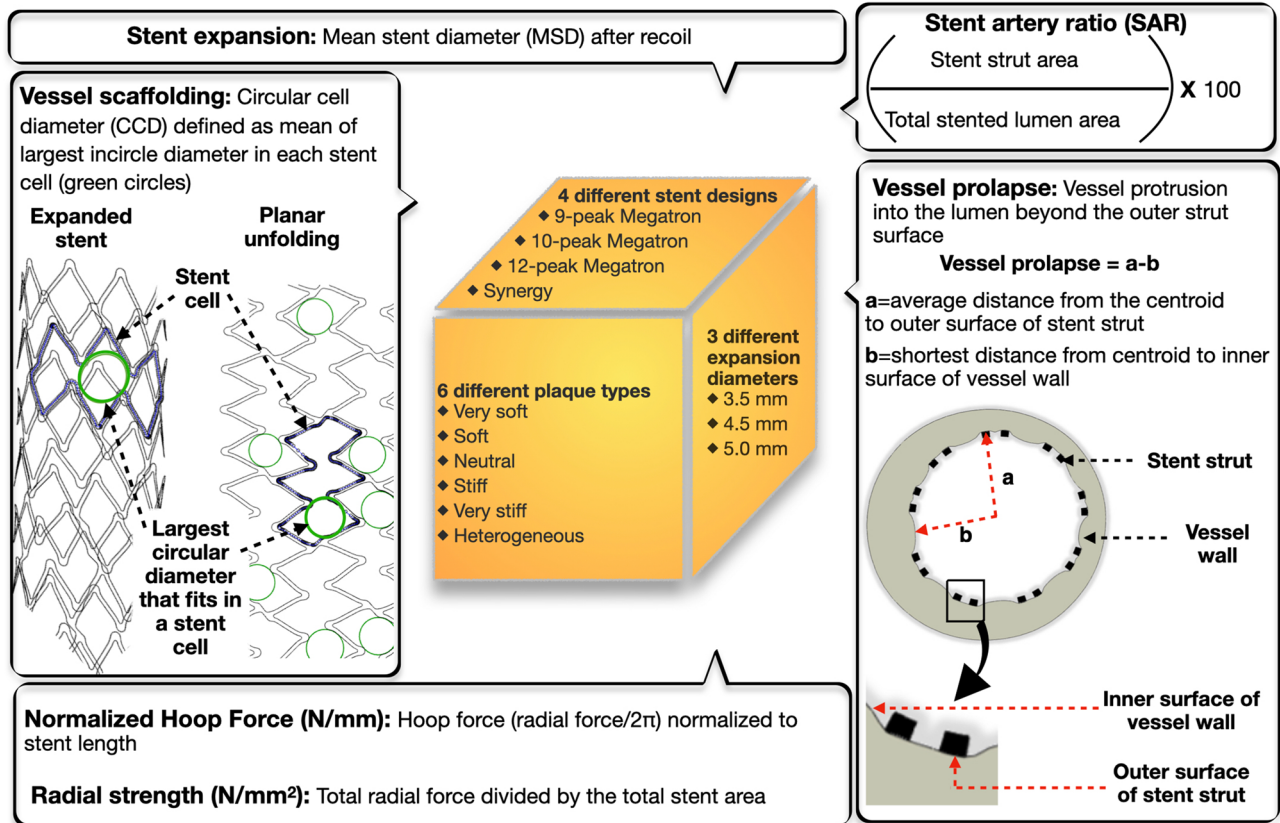 Stent expansion: Mean stent diameter (MSD) after recoil
Stent artery ratio (SAR)
Stent strut area
Total stented lumen area
X 100
Vessel scaffolding: Circular cell
diameter (CCD) defined as mean of
largest incircle diameter in each stent
cell (green circles)
Expanded
stent
Planar
unfolding
Stent
cell
Largest
circular
diameter
that fits in
a stent
cell
4 different stent designs
◆ 9-peak Megatron
◆ 10-peak Megatron
◆ 12-peak Megatron
◆ Synergy
6 different plaque types
◆ Very soft
◆ Soft
◆ Neutral
◆ Stiff
◆ Very stiff
◆ Heterogeneous
3 different
expansion
diameters
◆ 3.5 mm
◆ 4.5 mm
◆ 5.0 mm
Vessel prolapse: Vessel protrusion
into the lumen beyond the outer strut
surface
Vessel prolapse = a-b
a=average distance from the centroid
to outer surface of stent strut
b=shortest distance from centroid to inner
surface of vessel wall
a
b
Stent strut
Vessel
wall
Inner surface of
vessel wall
Outer surface
of stent strut
Normalized Hoop Force (N/mm): Hoop force (radial force/2π) normalized to
stent length
Radial strength (N/mm²): Total radial force divided by the total stent area